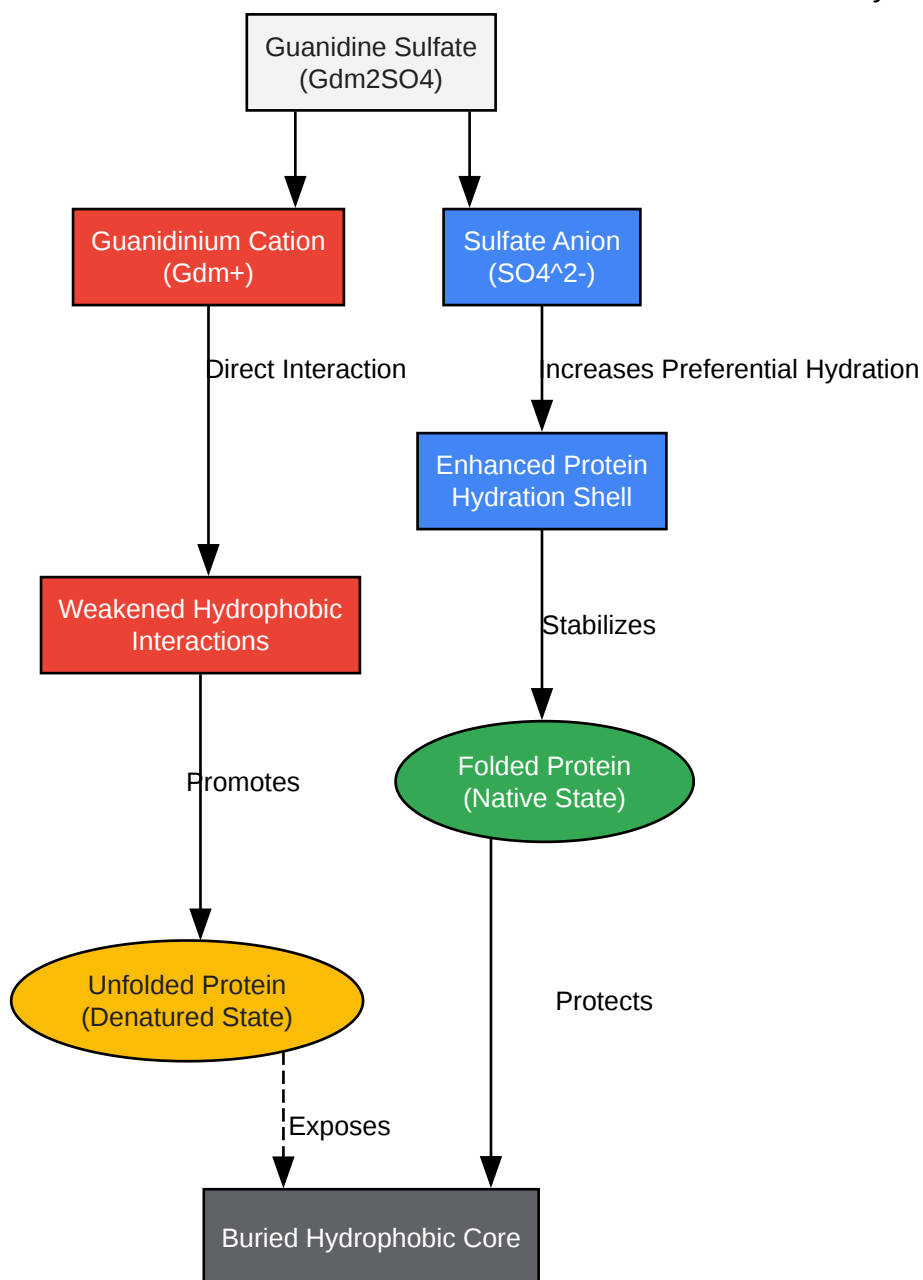 Guanidine Sulfate
(Gdm2SO4)
Guanidinium Cation
(Gdm+)
Sulfate Anion
(SO4^2-)
Direct Interaction
Increases Preferential Hydration
Enhanced Protein
Hydration Shell
Weakened Hydrophobic
Interactions
Stabilizes
Promotes
Folded Protein
(Native State)
Unfolded Protein
(Denatured State)
Protects
Exposes
Buried Hydrophobic Core